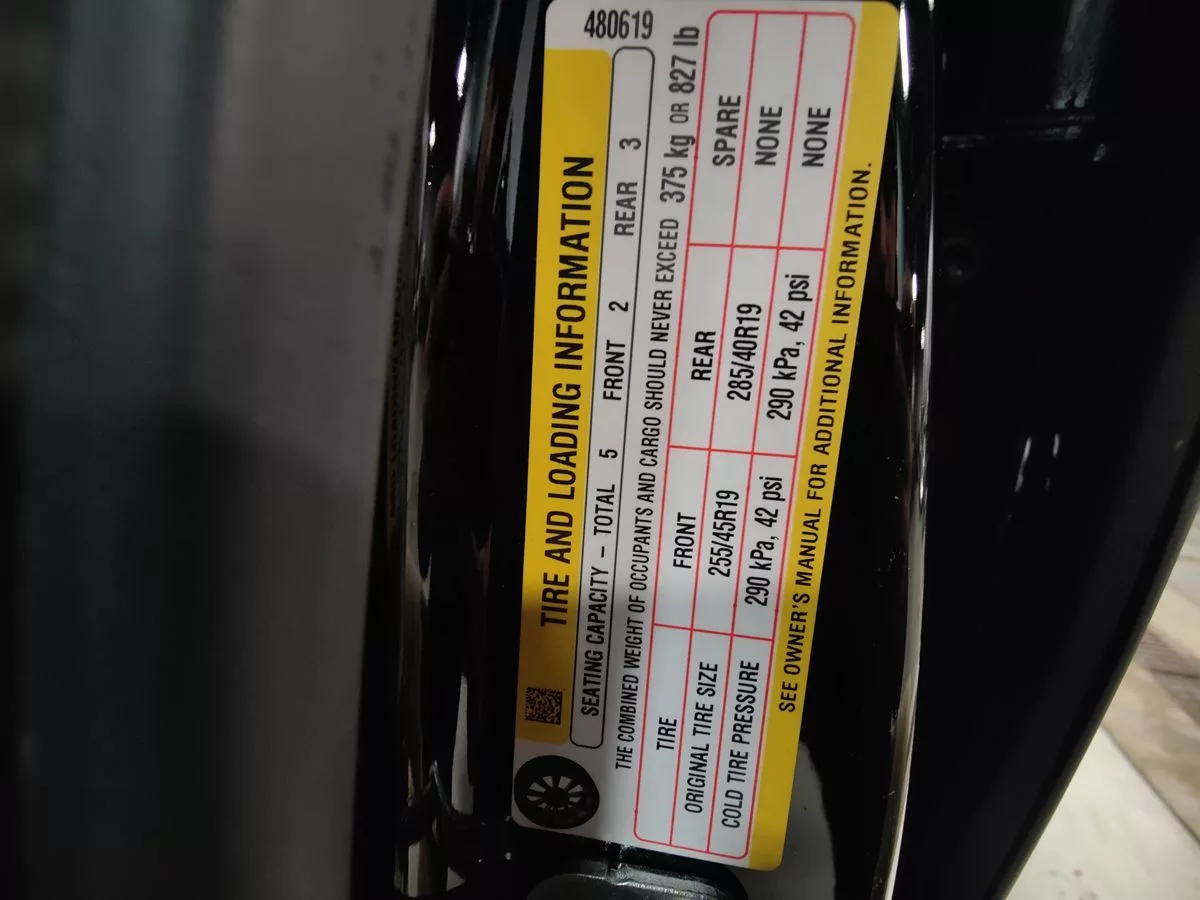 480619
TIRE AND LOADING INFORMATION
SEATING CAPACITY - TOTAL 5 FRONT 2 REAR 3
THE COMBINED WEIGHT OF OCCUPANTS AND CARGO SHOULD NEVER EXCEED 375 kg OR 827 lb
TIRE FRONT REAR SPARE
ORIGINAL TIRE SIZE 255/45R19 285/40R19 NONE
COLD TIRE PRESSURE 290 kPa, 42 psi 290 kPa, 42 psi NONE
SEE OWNER'S MANUAL FOR ADDITIONAL INFORMATION.